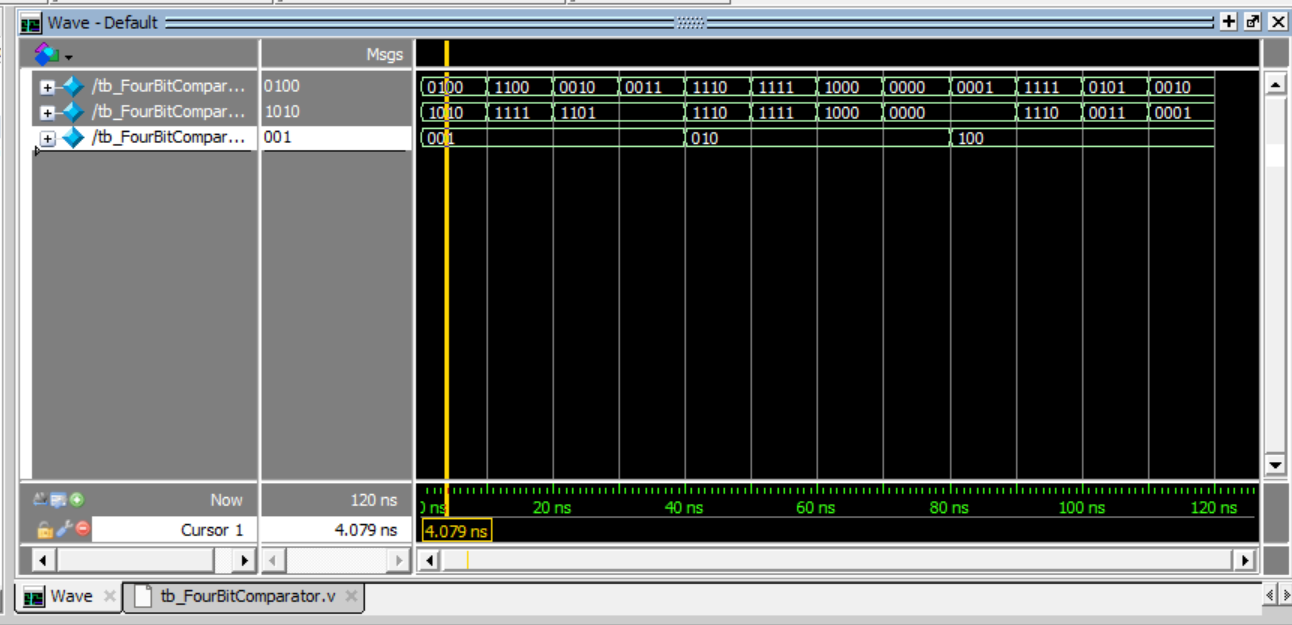 Wave - Default
Msgs
/tb_FourBitCompar... 0100 0100 1100 0010 0011 1110 1111 1000 0000 0001 1111 0101 0010
/tb_FourBitCompar... 1010 1010 1111 1101 1110 1111 1000 0000 1110 0011 0001
/tb_FourBitCompar... 001 001 010 100
Now 120 ns ns 20 ns 40 ns 60 ns 80 ns 100 ns 120 ns
Cursor 1 4.079 ns 4.079 ns
Wave tb_FourBitComparator.v